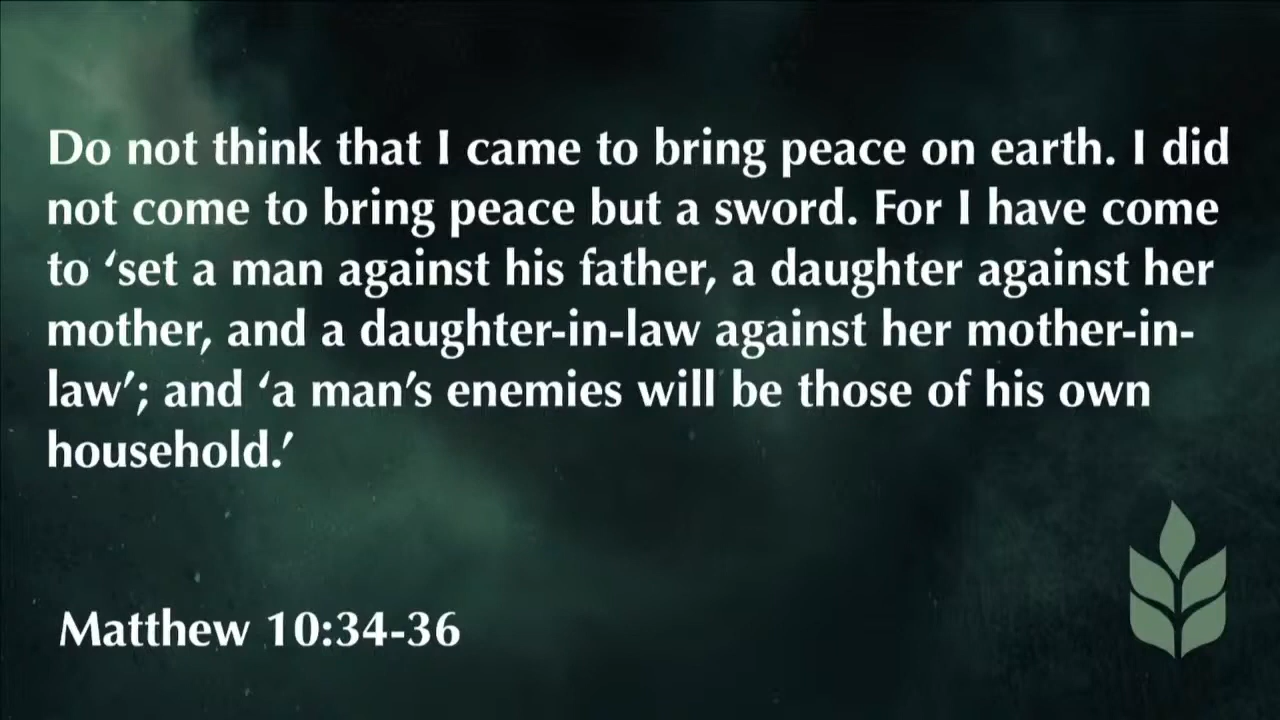 Do not think that I came to bring peace on earth. I did
not come to bring peace but a sword. For I have come
to ‘set a man against his father, a daughter against her
mother, and a daughter-in-law against her mother-in-
law’; and ‘a man’s enemies will be those of his own
household.’
Matthew 10:34-36